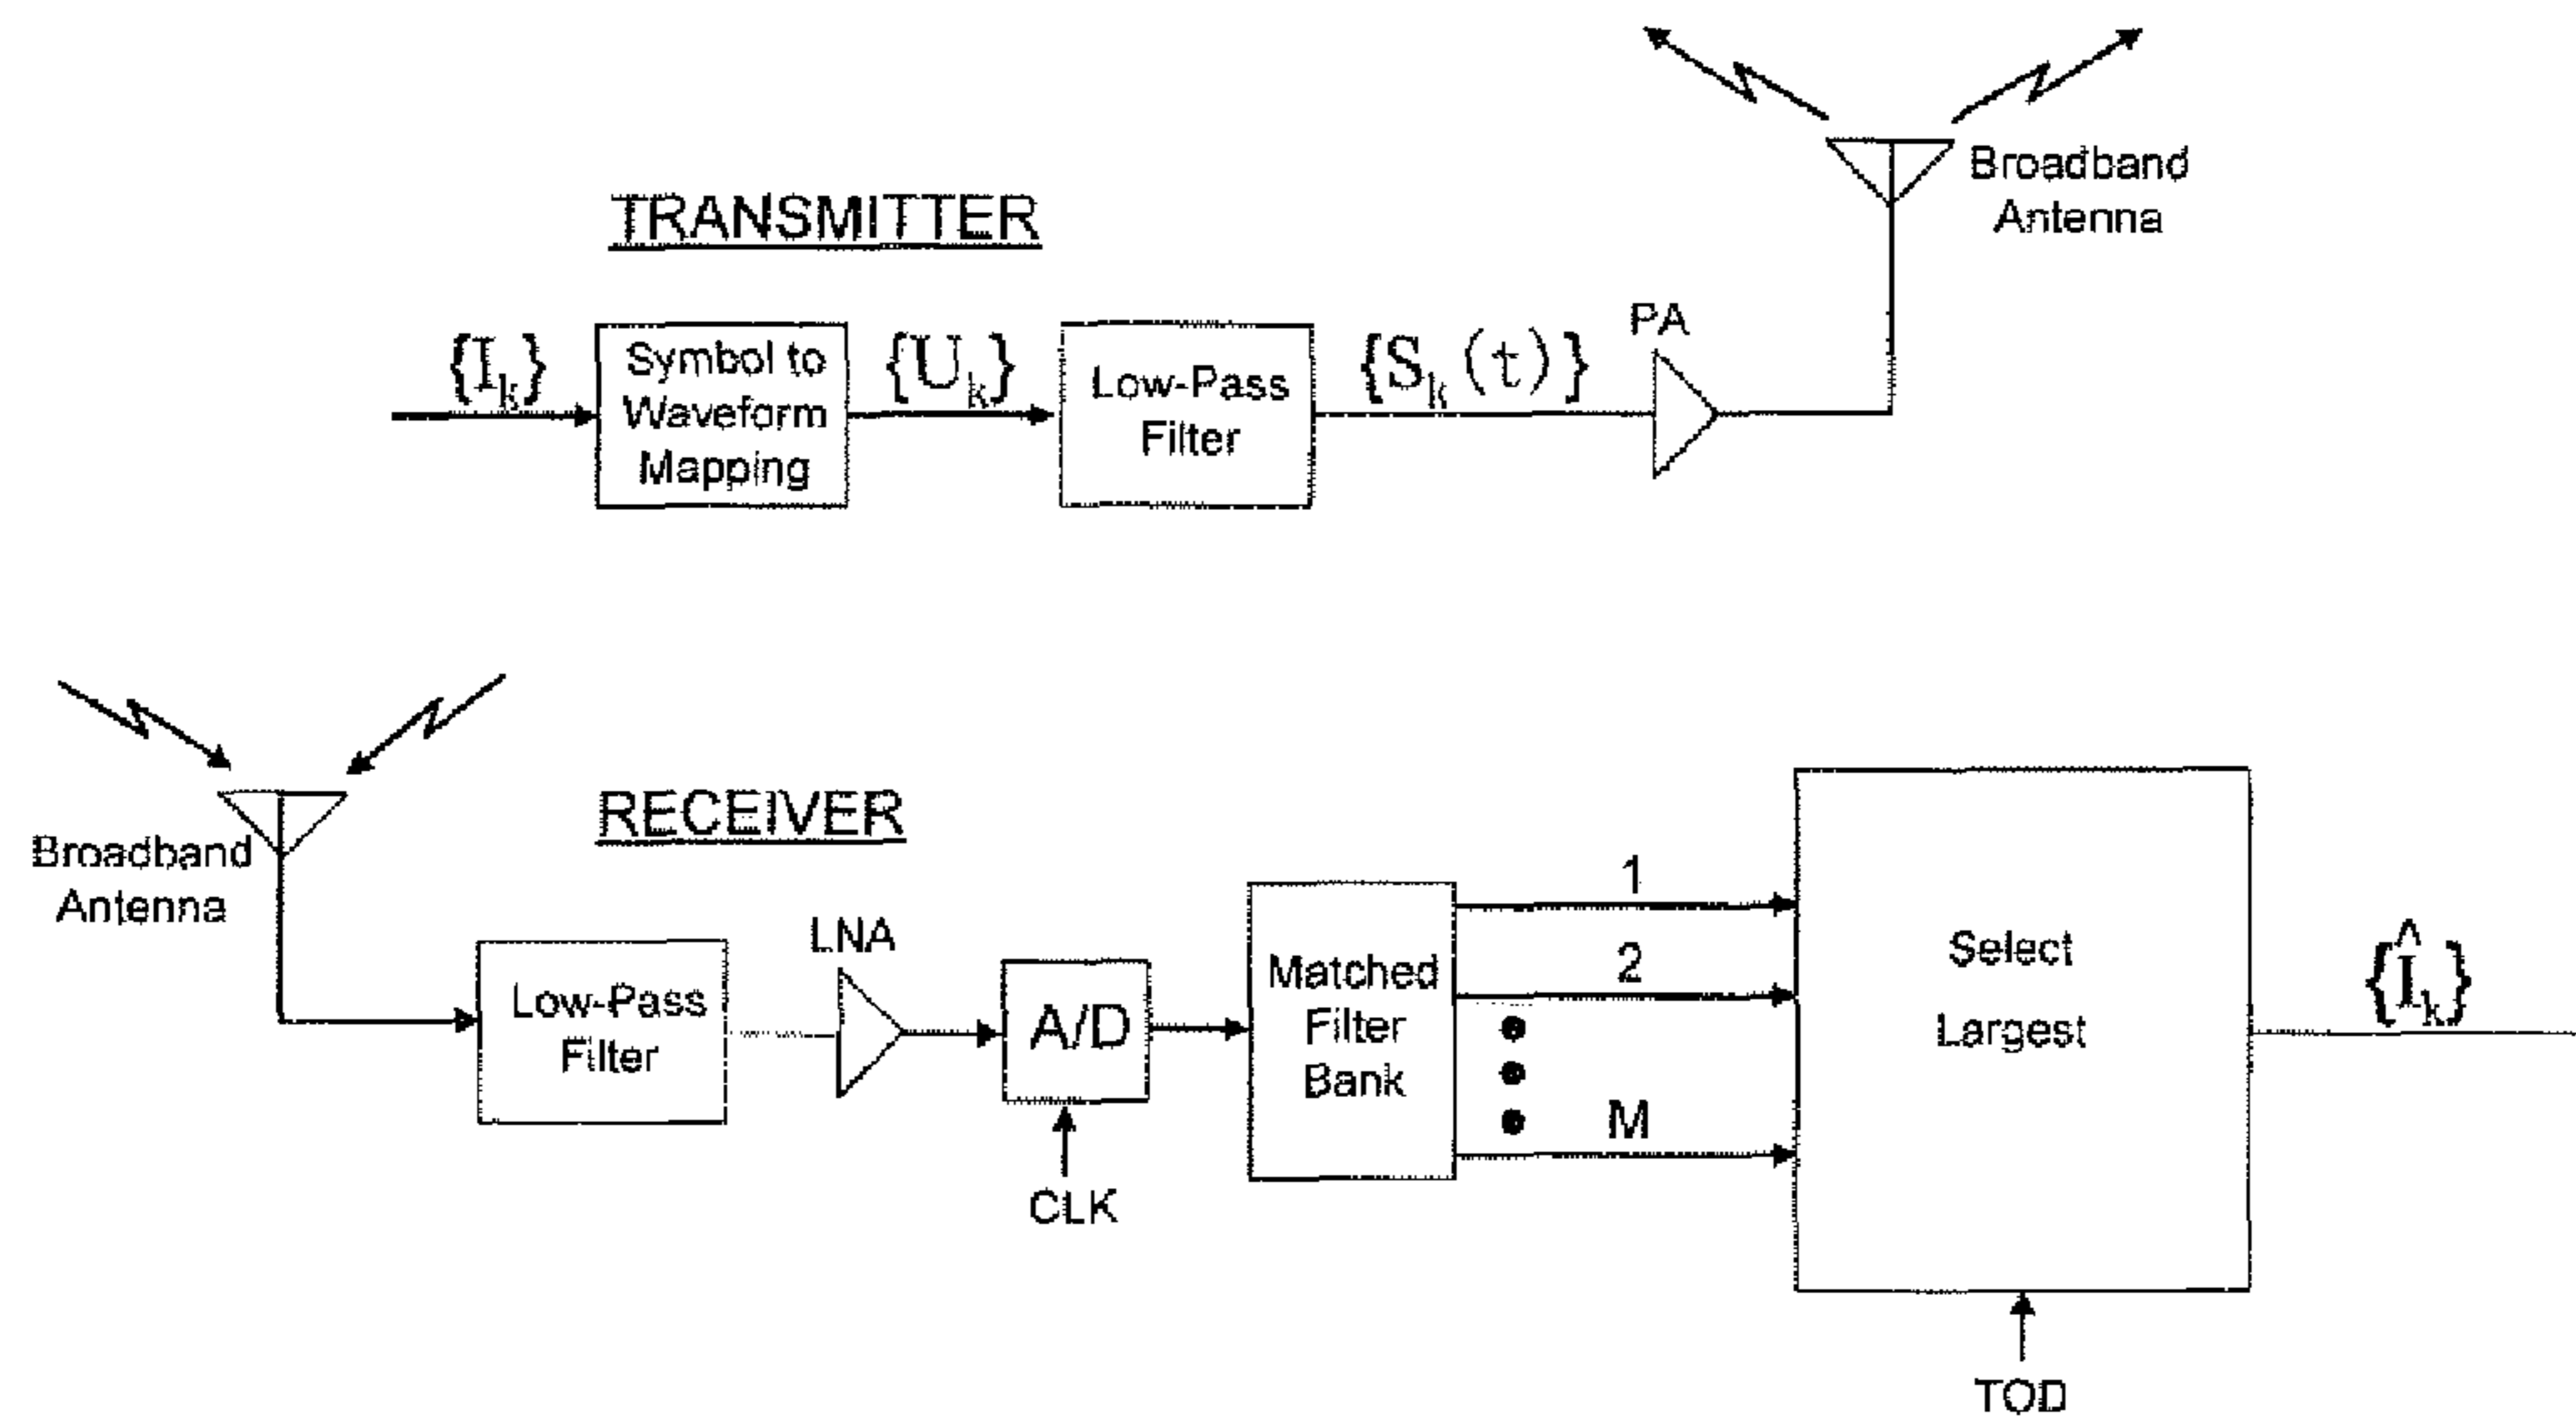 TRANSMITTER
Broadband
Antenna
{I_k}
Symbol to
Waveform
Mapping
{U_k}
Low-Pass
Filter
{S_k(t)}
PA
RECEIVER
Broadband
Antenna
Low-Pass
Filter
LNA
A/D
CLK
Matched
Filter
Bank
1
2
M
Select
Largest
TOD
{Î_k}